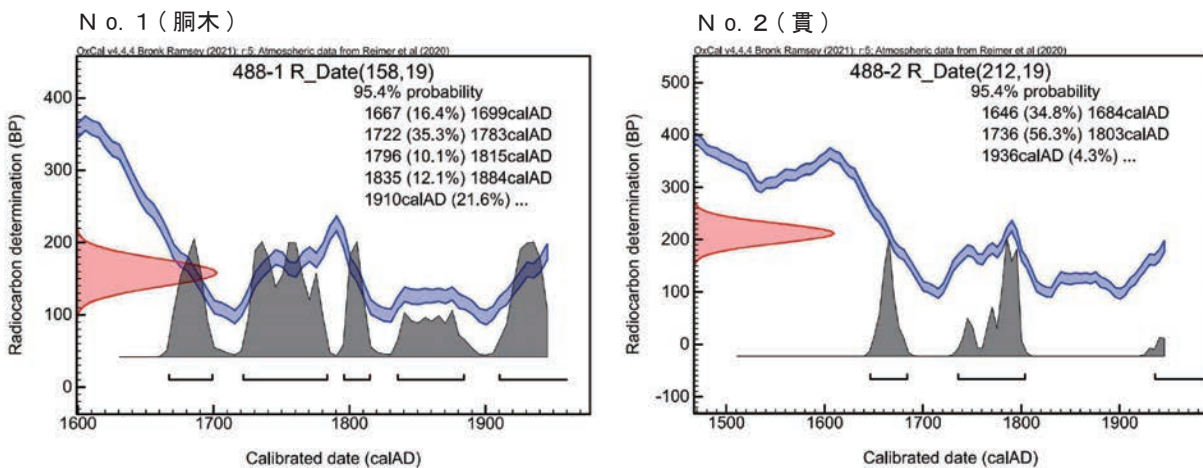 Ｎｏ．１（胴木）
OxCal v4.4.4 Bronk Ramsey (2021); r:5; Atmospheric data from Reimer et al (2020)
488-1 R_Date(158,19)
95.4% probability
1667 (16.4%) 1699calAD
1722 (35.3%) 1783calAD
1796 (10.1%) 1815calAD
1835 (12.1%) 1884calAD
1910calAD (21.6%) ...
Radiocarbon determination (BP)
400
300
200
100
0
1600 1700 1800 1900
Calibrated date (calAD)
Ｎｏ．２（貫）
OxCal v4.4.4 Bronk Ramsey (2021); r:5; Atmospheric data from Reimer et al (2020)
488-2 R_Date(212,19)
95.4% probability
1646 (34.8%) 1684calAD
1736 (56.3%) 1803calAD
1936calAD (4.3%) ...
Radiocarbon determination (BP)
500
400
300
200
100
0
-100
1500 1600 1700 1800 1900
Calibrated date (calAD)